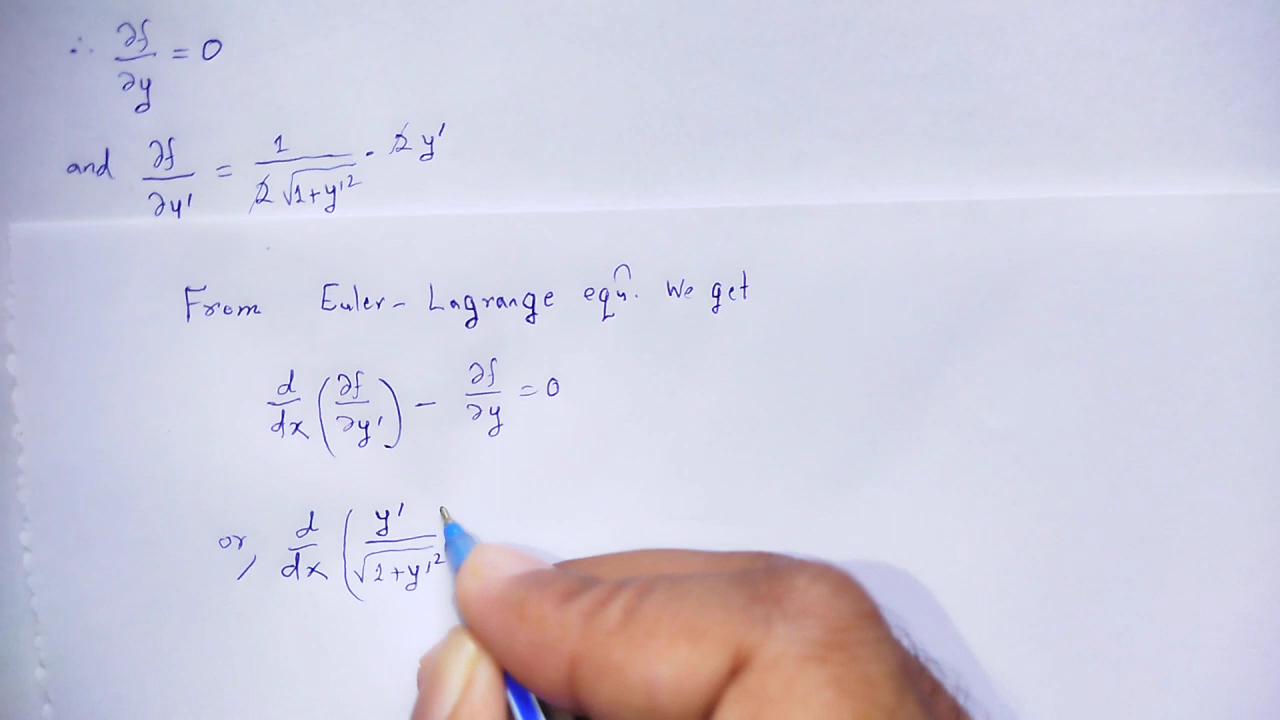 ∴ ∂f/∂y = 0
and ∂f/∂y' = 1/(2√(1+y'²)) · 2y'
From Euler-Lagrange eqn. We get
d/dx (∂f/∂y') - ∂f/∂y = 0
or, d/dx (y'/√(1+y'²)